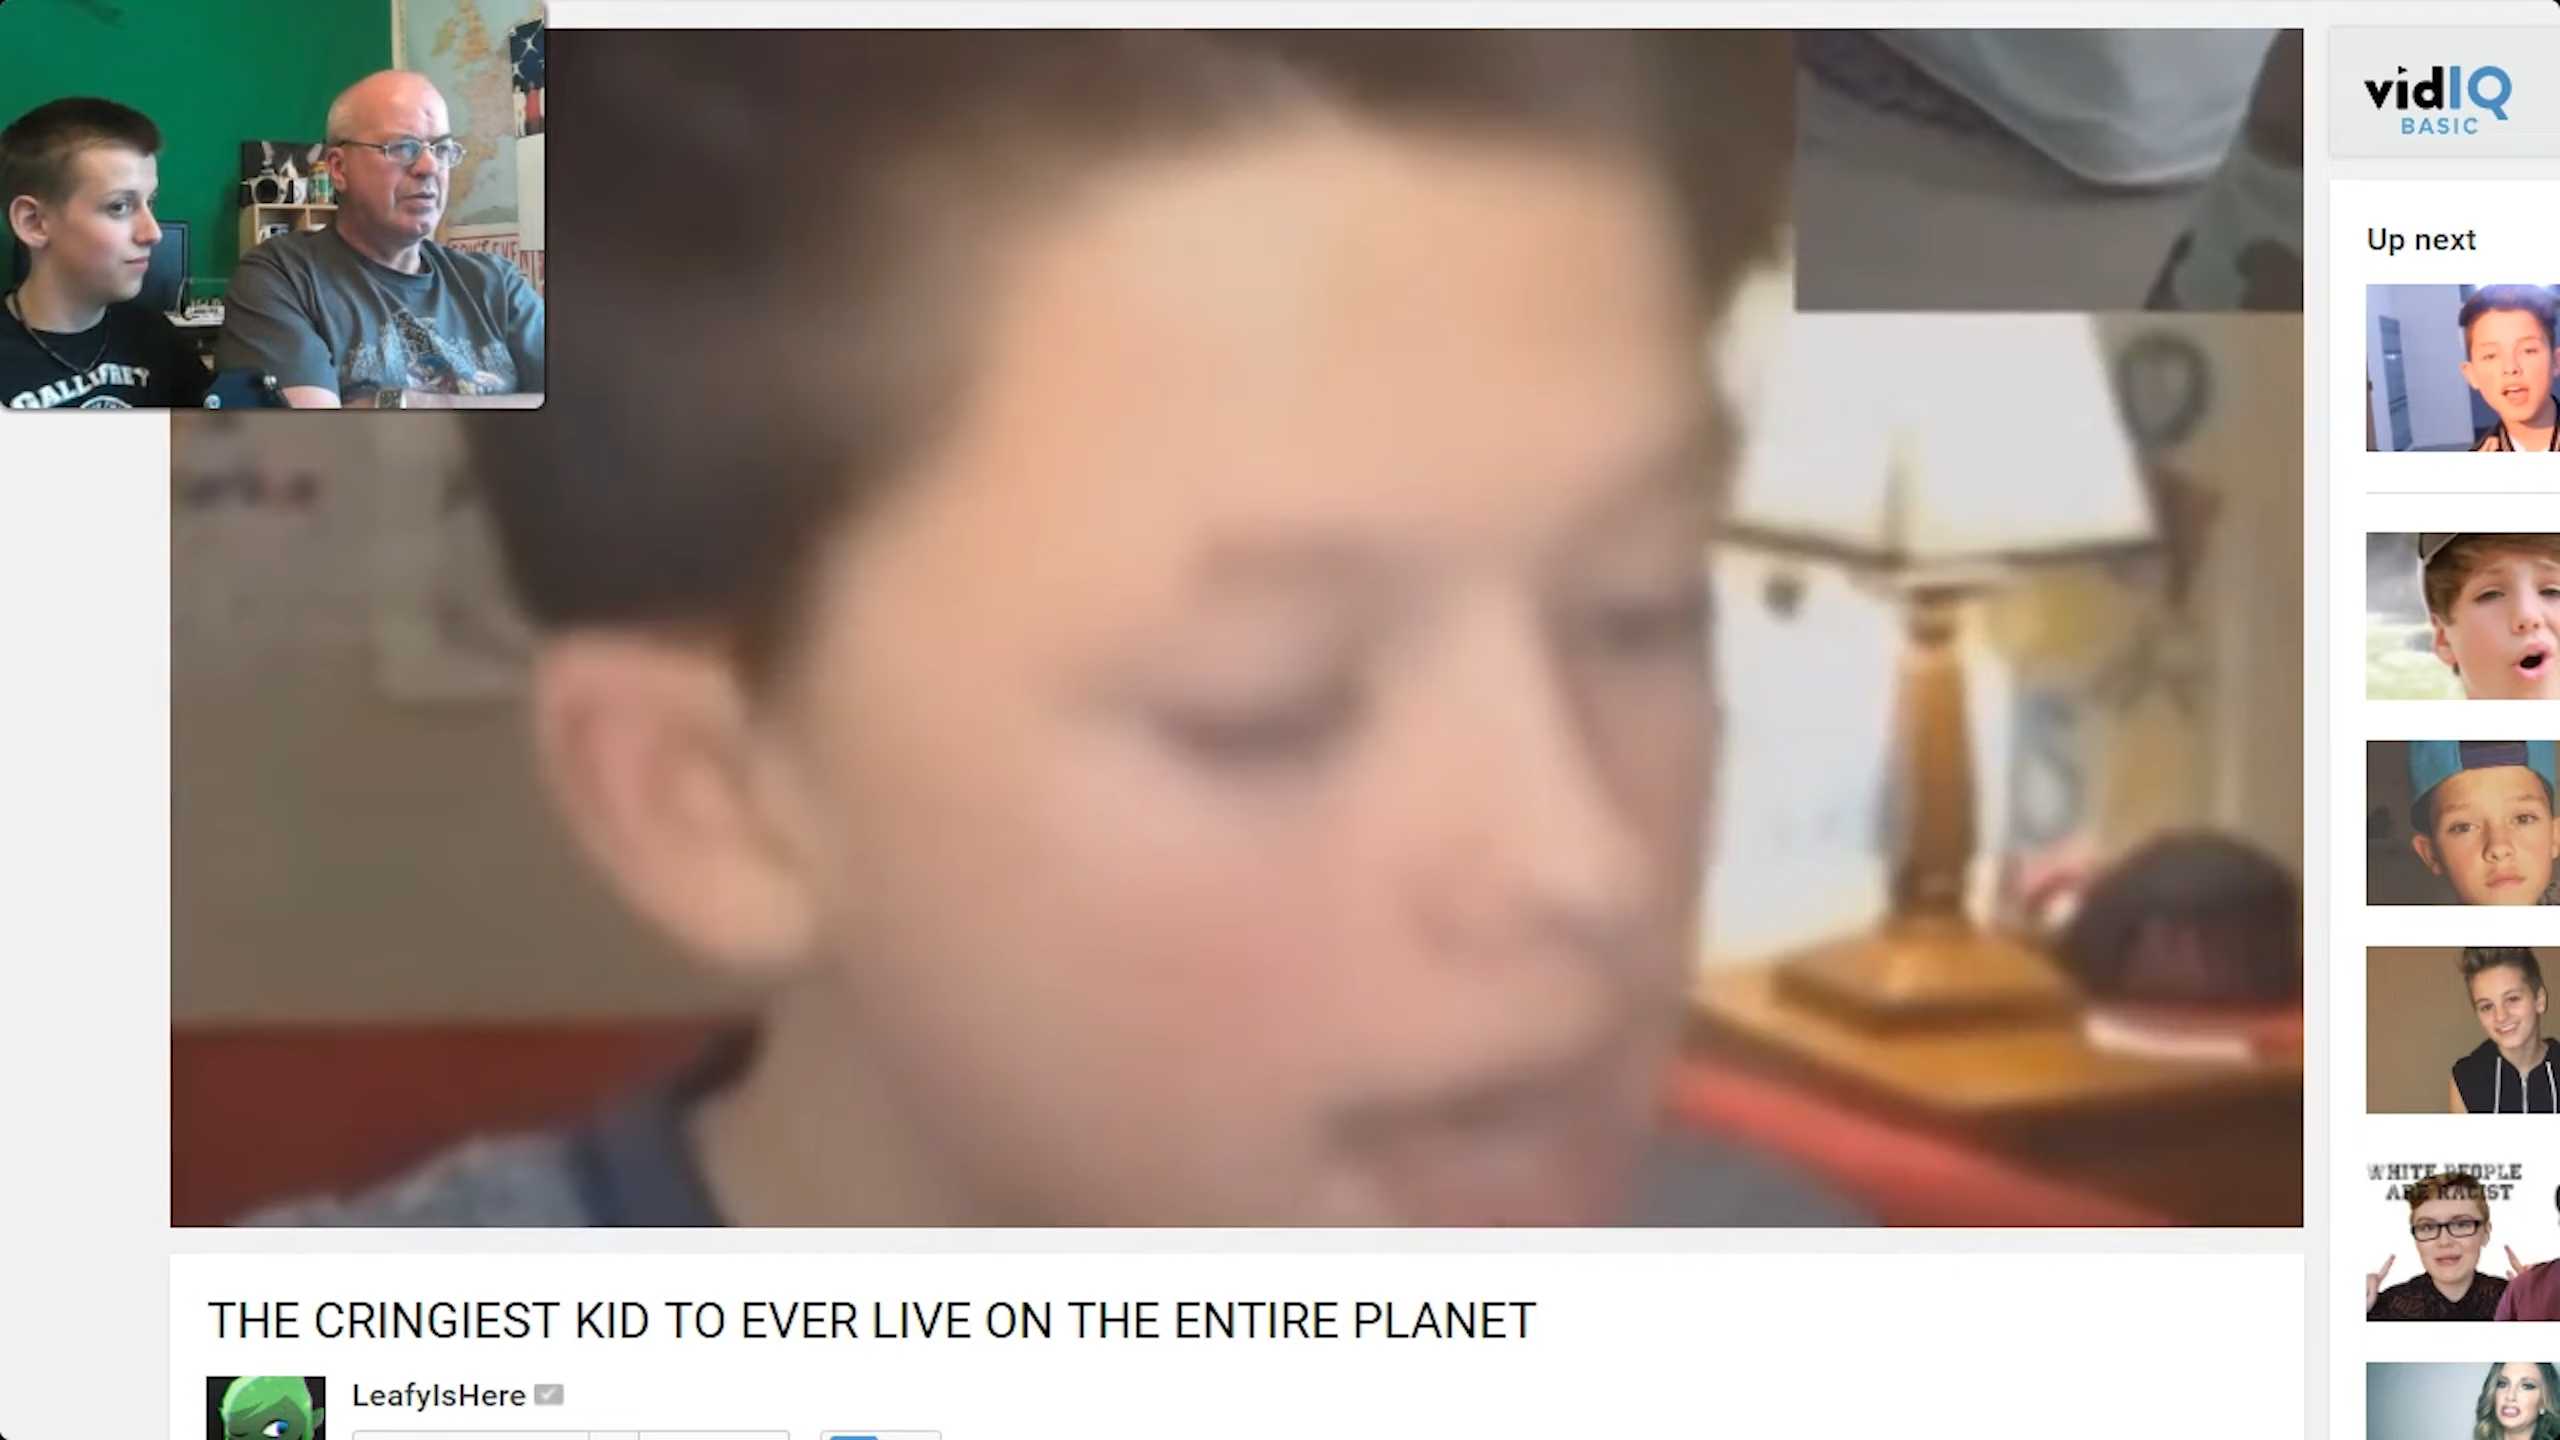 GALLIFREY
vidIQ
BASIC
Up next
WHITE PEOPLE
ARE RACIST
THE CRINGIEST KID TO EVER LIVE ON THE ENTIRE PLANET
LeafyIsHere